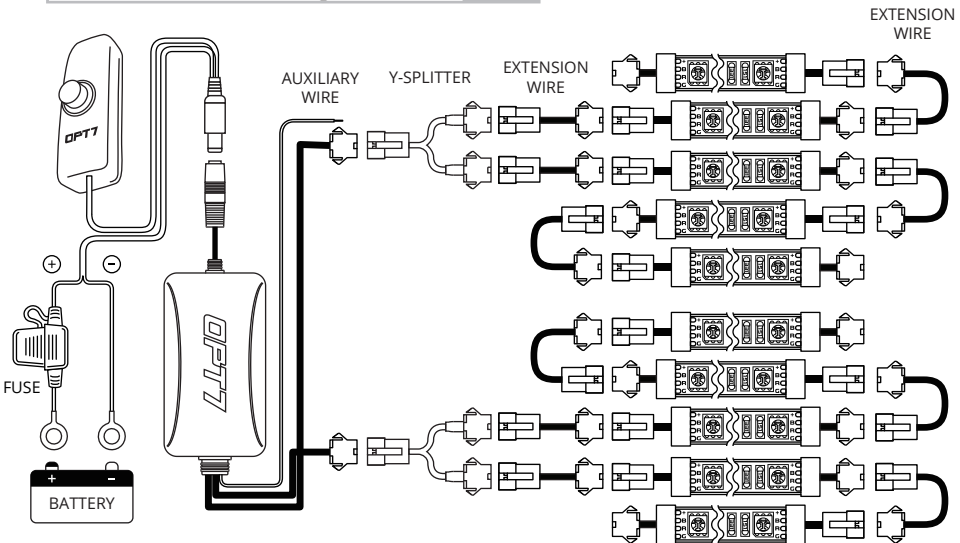 EXTENSION
WIRE
AUXILIARY
WIRE
Y-SPLITTER
EXTENSION
WIRE
OPT7
OPT7
+
−
FUSE
+
−
BATTERY